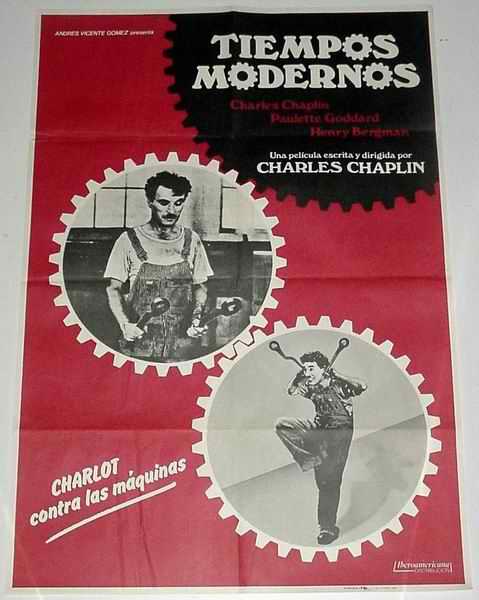 ANDRES VICENTE GOMEZ presenta
TIEMPOS
MODERNOS
Charles Chaplin
Paulette Goddard
Henry Bergman
Una película escrita y dirigida por
CHARLES CHAPLIN
CHARLOT
contra las máquinas
Iberoamericana
DISTRIBUCION